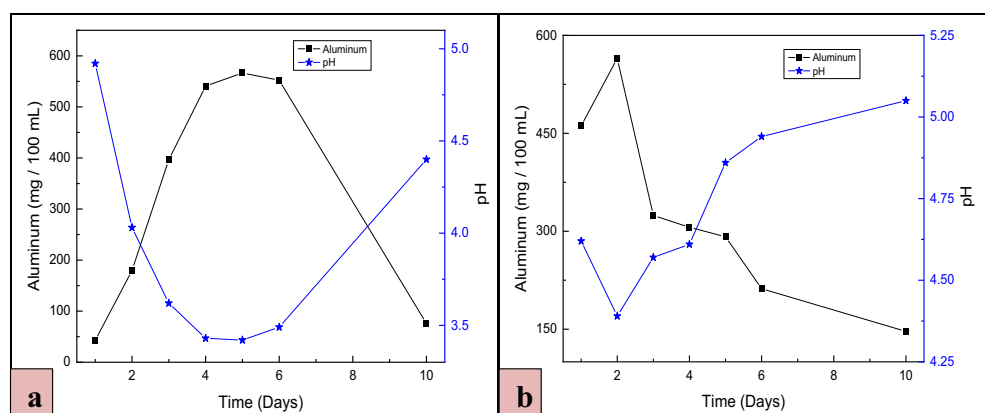 Aluminum
pH
600
500
400
300
200
100
0
Aluminum (mg / 100 mL)
5.0
4.5
4.0
3.5
pH
2
4
6
8
10
Time (Days)
a
Aluminum
pH
600
450
300
150
Aluminum (mg / 100 mL)
5.25
5.00
4.75
4.50
4.25
pH
0
2
4
6
8
10
Time (Days)
b